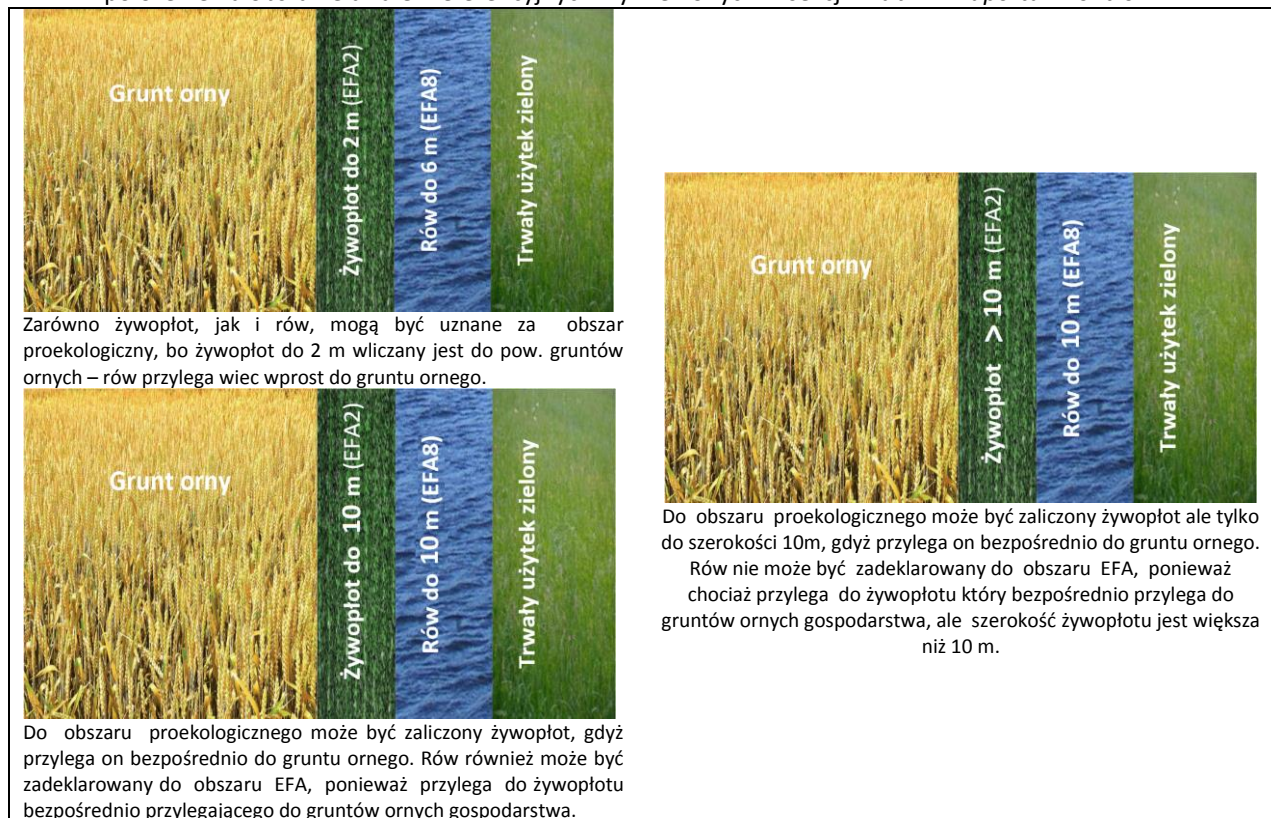 Grunt orny
Żywopłot do 2 m (EFA2)
Rów do 6 m (EFA8)
Trwały użytek zielony
Zarówno żywopłot, jak i rów, mogą być uznane za obszar
proekologiczny, bo żywopłot do 2 m wliczany jest do pow. gruntów
ornych – rów przylega wiec wprost do gruntu ornego.
Grunt orny
Żywopłot do 10 m (EFA2)
Rów do 10 m (EFA8)
Trwały użytek zielony
Do obszaru proekologicznego może być zaliczony żywopłot, gdyż
przylega on bezpośrednio do gruntu ornego. Rów również może być
zadeklarowany do obszaru EFA, ponieważ przylega do żywopłotu
bezpośrednio przylegającego do gruntów ornych gospodarstwa.
Grunt orny
Żywopłot > 10 m (EFA2)
Rów do 10 m (EFA8)
Trwały użytek zielony
Do obszaru proekologicznego może być zaliczony żywopłot ale tylko
do szerokości 10m, gdyż przylega on bezpośrednio do gruntu ornego.
Rów nie może być zadeklarowany do obszaru EFA, ponieważ
chociaż przylega do żywopłotu który bezpośrednio przylega do
gruntów ornych gospodarstwa, ale szerokość żywopłotu jest większa
niż 10 m.